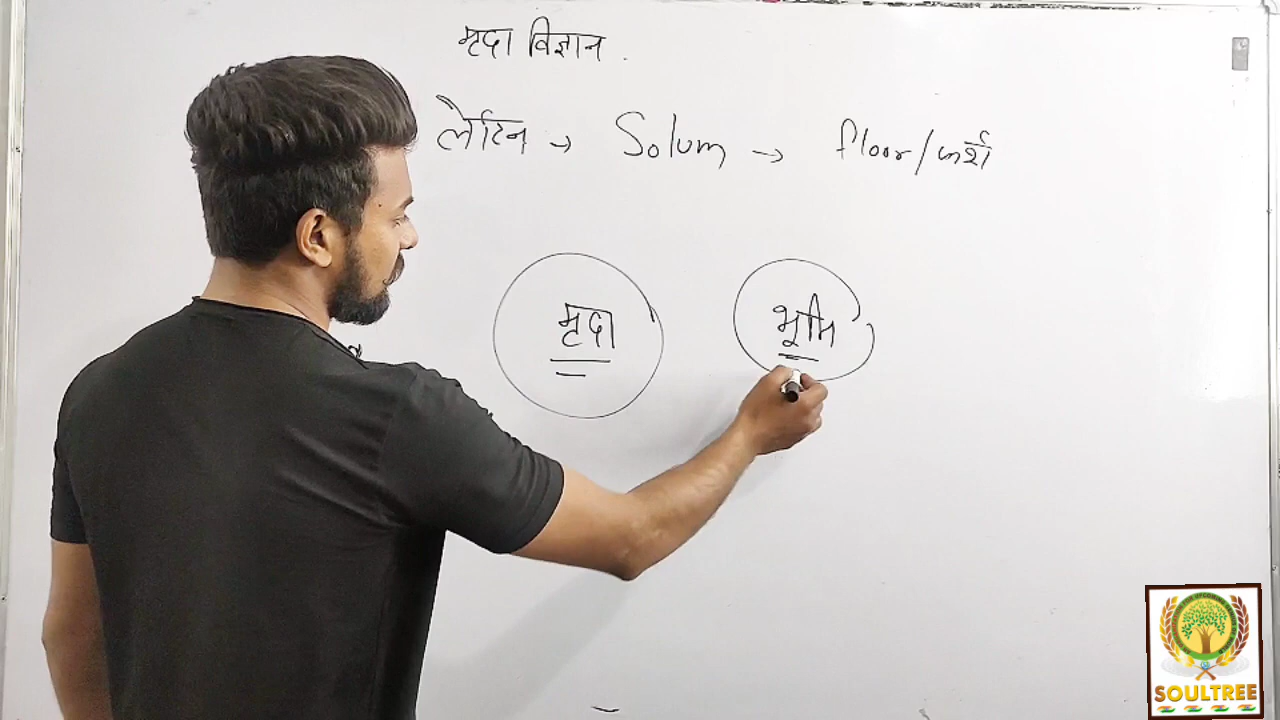 मृदा विज्ञान.
लेटिन → Solum → floor/फर्श
मृदा
भूमि
SOULTREE